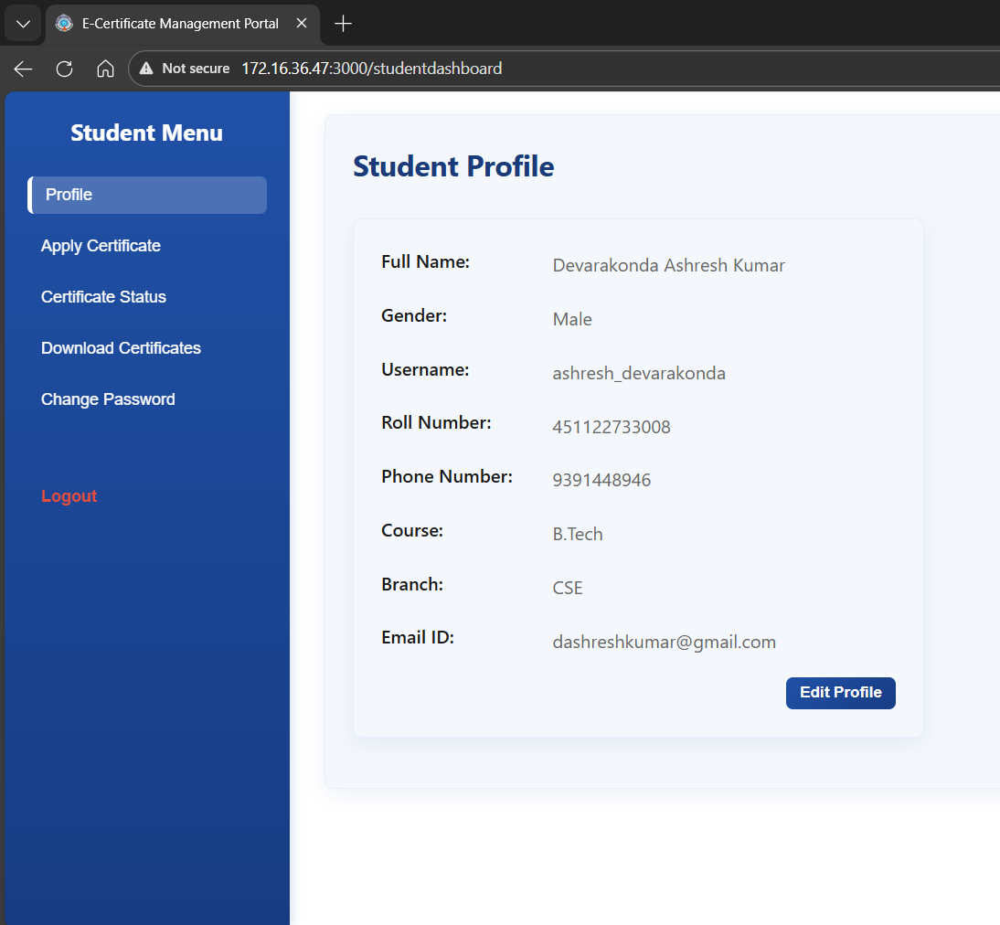 E-Certificate Management Portal
Not secure 172.16.36.47:3000/studentdashboard
Student Menu
Profile
Apply Certificate
Certificate Status
Download Certificates
Change Password
Logout
Student Profile
Full Name: Devarakonda Ashresh Kumar
Gender: Male
Username: ashresh_devarakonda
Roll Number: 451122733008
Phone Number: 9391448946
Course: B.Tech
Branch: CSE
Email ID: dashreshkumar@gmail.com
Edit Profile